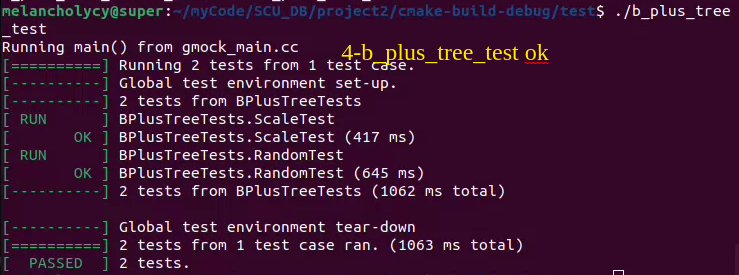 melancholycy@super:~/myCode/SCU_DB/project2/cmake-build-debug/test$ ./b_plus_tree
_test
Running main() from gmock_main.cc
4-b_plus_tree_test ok
[==========] Running 2 tests from 1 test case.
[----------] Global test environment set-up.
[----------] 2 tests from BPlusTreeTests
[ RUN      ] BPlusTreeTests.ScaleTest
[       OK ] BPlusTreeTests.ScaleTest (417 ms)
[ RUN      ] BPlusTreeTests.RandomTest
[       OK ] BPlusTreeTests.RandomTest (645 ms)
[----------] 2 tests from BPlusTreeTests (1062 ms total)
[----------] Global test environment tear-down
[==========] 2 tests from 1 test case ran. (1063 ms total)
[  PASSED  ] 2 tests.